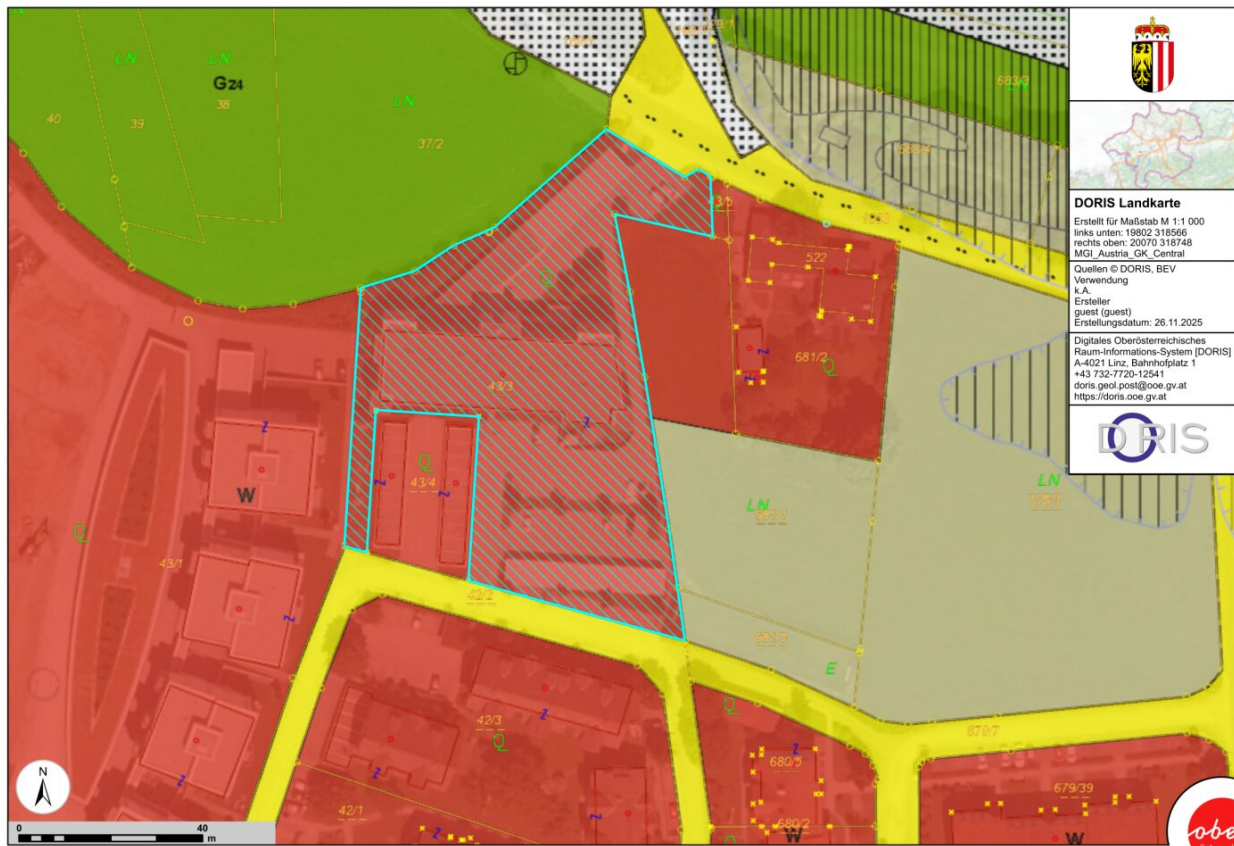 LN
LN
G24
38
LN
40
39
37/2
683/3
43/5
522
681/2
Q
Q
43/3
Z
Z
Z
Q
43/4
Z
Z
Z
W
Q
43/1
Z
Z
42/2
LN
LN
E
42/3
Q
Z
Z
42/1
Z
Q
Z
680/5
680/2
W
679/7
679/39
W
N
0 40
m
DORIS Landkarte
Erstellt für Maßstab M 1:1 000
links unten: 19802 318566
rechts oben: 20070 318748
MGI_Austria_GK_Central
Quellen © DORIS, BEV
Verwendung
k.A.
Ersteller
guest (guest)
Erstellungsdatum: 26.11.2025
Digitales Oberösterreichisches
Raum-Informations-System [DORIS]
A-4021 Linz, Bahnhofplatz 1
+43 732-7720-12541
doris.geol.post@ooe.gv.at
https://doris.ooe.gv.at
DORIS
obe